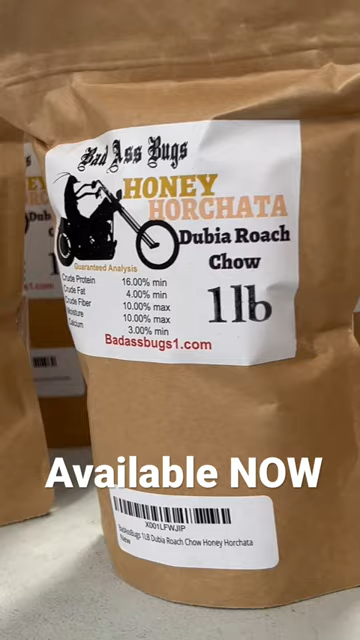 Bad Ass Bugs
HONEY
HORCHATA
Dubia Roach
Chow
1lb
Guaranteed Analysis
Crude Protein 16.00% min
Crude Fat 4.00% min
Crude Fiber 10.00% max
Moisture 10.00% max
Calcium 3.00% min
Badassbugs1.com
Available NOW
X001LFWJIP
BadAssBugs 1LB Dubia Roach Chow Honey Horchata
New